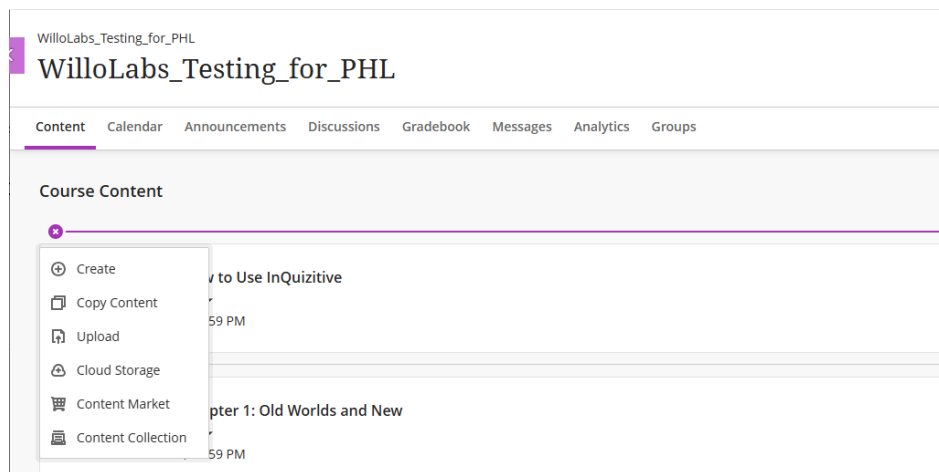 WilloLabs_Testing_for_PHL
WilloLabs_Testing_for_PHL
Content Calendar Announcements Discussions Gradebook Messages Analytics Groups
Course Content
Create
to Use InQuizitive
Copy Content
59 PM
Upload
Cloud Storage
Content Market
1: Old Worlds and New
Content Collection
59 PM